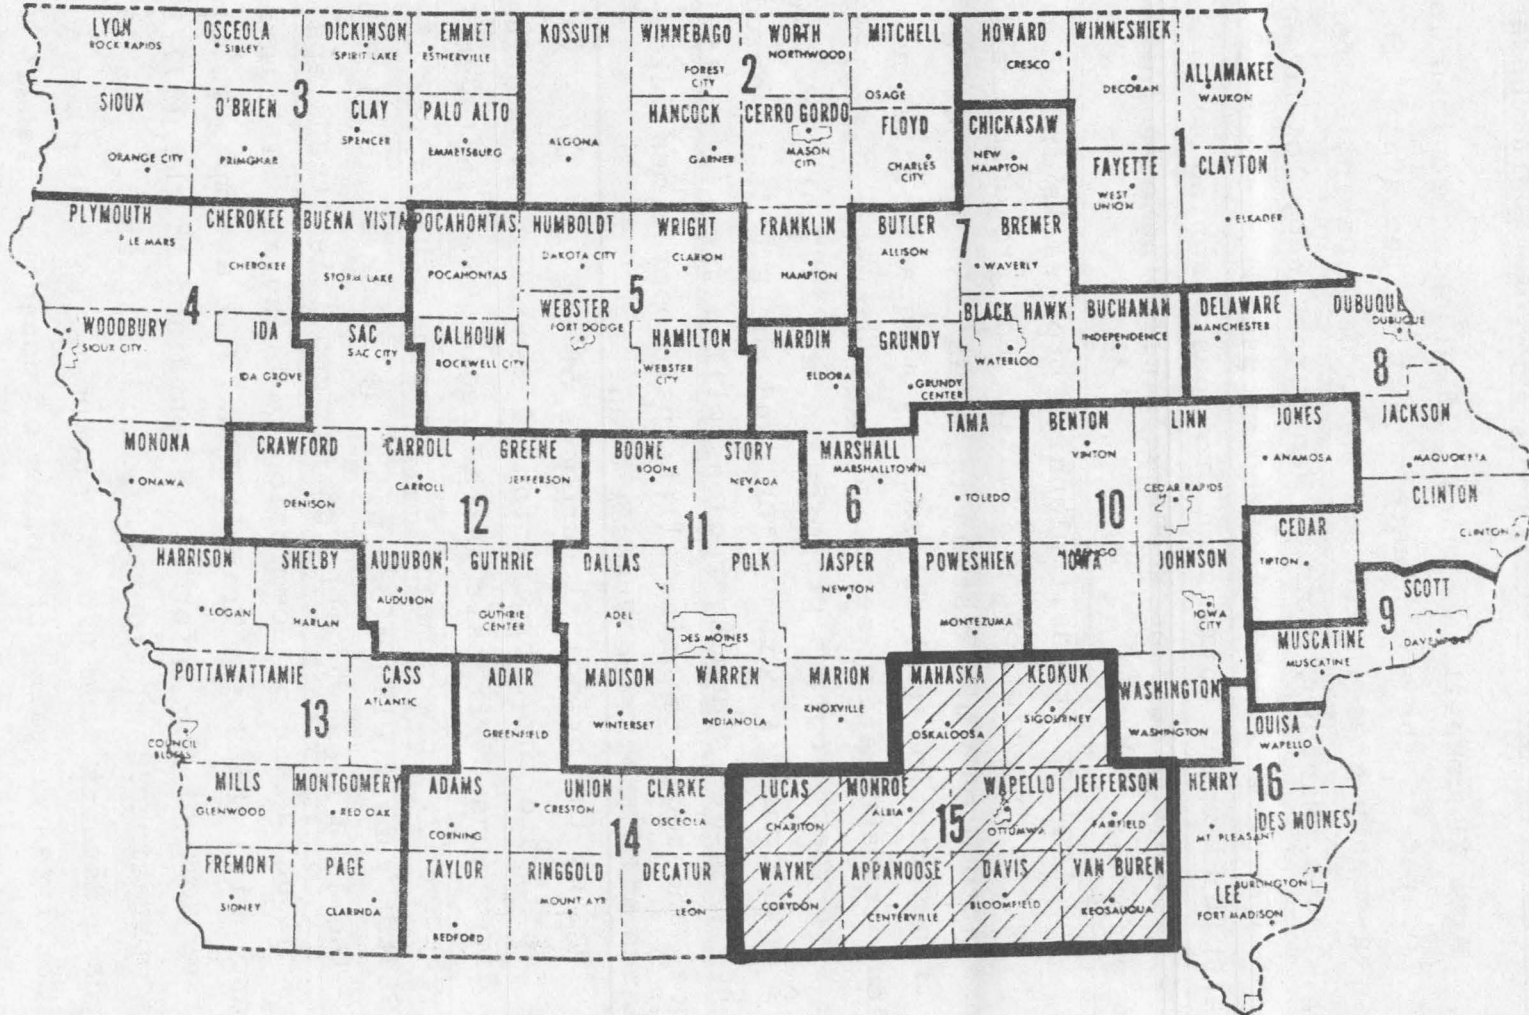 LYON OSCEOLA DICKINSON EMMET KOSSUTH WINNEBAGO WORTH MITCHELL HOWARD WINNESHIEK
ROCK RAPIDS SIBLEY SPIRIT LAKE ESTHERVILLE NORTHWOOD CRESCO
3 2 FOREST CITY OSAGE DECORAH ALLAMAKEE WAUKON
SIOUX O'BRIEN CLAY PALO ALTO HANCOCK CERRO GORDO FLOYD CHICKASAW 1
ORANGE CITY PRIMGHAR SPENCER EMMETSBURG ALGONA GARNER MASON CITY CHARLES CITY NEW HAMPTON FAYETTE CLAYTON
WEST UNION ELKADER
PLYMOUTH CHEROKEE BUENA VISTA POCAHONTAS HUMBOLDT WRIGHT FRANKLIN BUTLER 7 BREMER
LE MARS CHEROKEE STORM LAKE POCAHONTAS DAKOTA CITY CLARION HAMPTON ALLISON WAVERLY
4 5
WOODBURY IDA SAC CALHOUN WEBSTER HAMILTON HARDIN GRUNDY BLACK HAWK BUCHANAN DELAWARE DUBUQUE
SIOUX CITY IDA GROVE SAC CITY ROCKWELL CITY FORT DODGE WEBSTER CITY ELDORA GRUNDY CENTER WATERLOO INDEPENDENCE MANCHESTER DUBUQUE
8
MONONA CRAWFORD CARROLL GREENE BOONE STORY MARSHALL TAMA BENTON LINN JONES JACKSON
ONAWA DENISON CARROLL JEFFERSON BOONE NEVADA MARSHALLTOWN TOLEDO VINTON CEDAR RAPIDS ANAMOSA MAQUOKETA
12 11 6 10 CLINTON
CLINTON
HARRISON SHELBY AUDUBON GUTHRIE DALLAS POLK JASPER POWESHIEK IOWA JOHNSON CEDAR SCOTT
LOGAN HARLAN AUDUBON GUTHRIE CENTER ADEL DES MOINES NEWTON MONTEZUMA IOWA CITY TIPTON 9
POTTAWATTAMIE CASS ADAIR MADISON WARREN MARION MAHASKA KEOKUK WASHINGTON MUSCATINE
COUNCIL BLUFFS 13 ATLANTIC GREENFIELD WINTERSET INDIANOLA KNOXVILLE OSKALOOSA SIGOURNEY WASHINGTON MUSCATINE
LOUISA
WAPELLO
MILLS MONTGOMERY ADAMS UNION CLARKE LUCAS MONROE WAPELLO JEFFERSON HENRY 16 DES MOINES
GLENWOOD RED OAK CORNING CRESTON OSCEOLA CHARITON ALBIA 15 OTTUMWA FAIRFIELD MT. PLEASANT BURLINGTON
14
FREMONT PAGE TAYLOR RINGGOLD DECATUR WAYNE APPANOOSE DAVIS VAN BUREN LEE
SIDNEY CLARINDA BEDFORD MOUNT AYR LEON CORYDON CENTERVILLE BLOOMFIELD KEOSAUQUA FORT MADISON